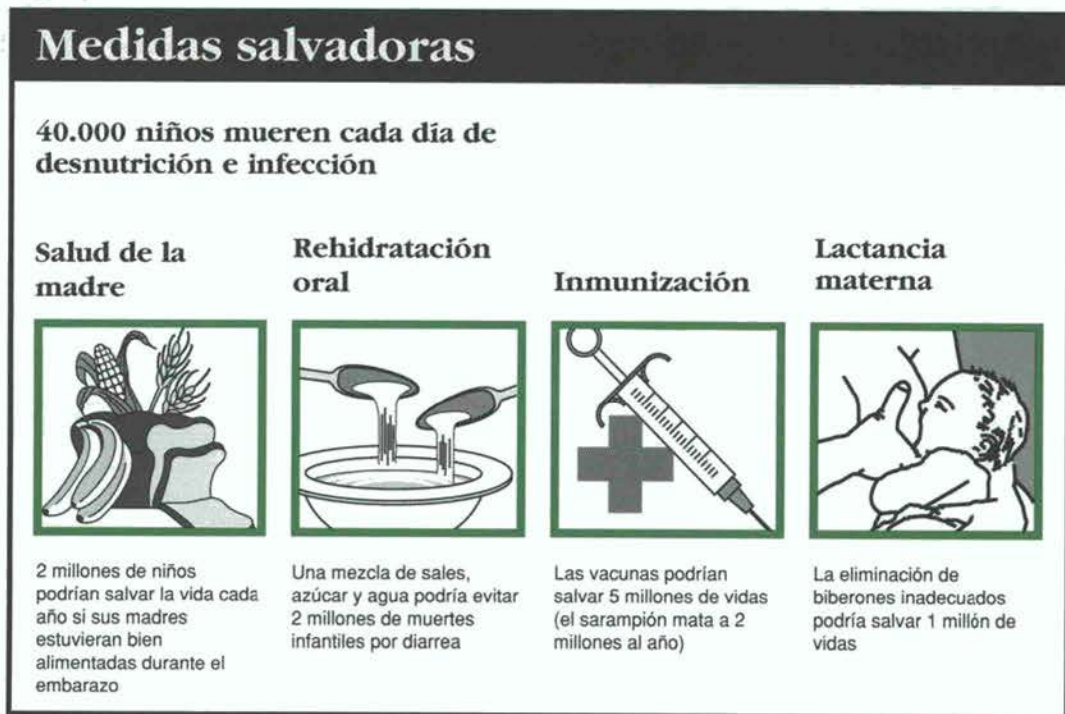 Medidas salvadoras
40.000 niños mueren cada día de
desnutrición e infección
Salud de la
madre
Rehidratación
oral
Inmunización
Lactancia
materna
2 millones de niños
podrían salvar la vida cada
año si sus madres
estuvieran bien
alimentadas durante el
embarazo
Una mezcla de sales,
azúcar y agua podría evitar
2 millones de muertes
infantiles por diarrea
Las vacunas podrían
salvar 5 millones de vidas
(el sarampión mata a 2
millones al año)
La eliminación de
biberones inadecuados
podría salvar 1 millón de
vidas